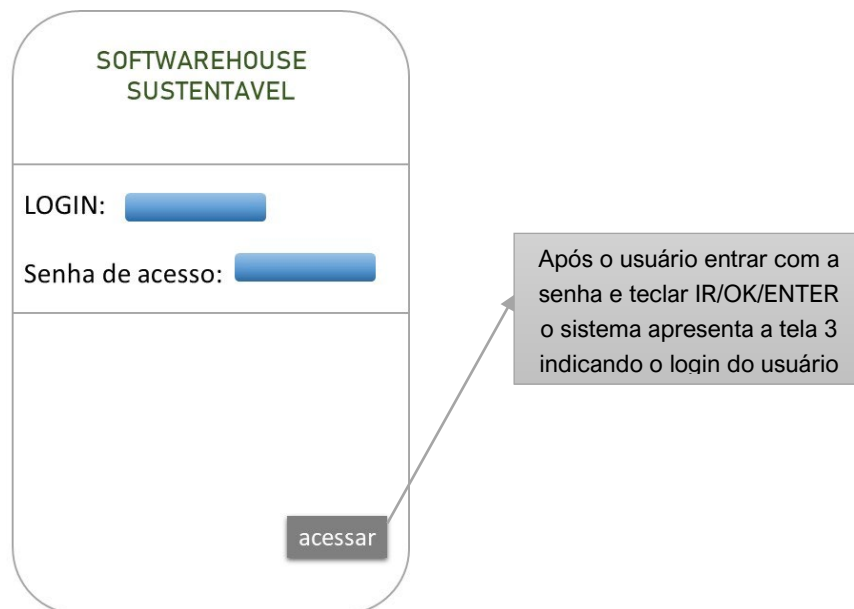 SOFTWAREHOUSE
SUSTENTAVEL
LOGIN:
Senha de acesso:
Após o usuário entrar com a
senha e teclar IR/OK/ENTER
o sistema apresenta a tela 3
indicando o login do usuário
acessar